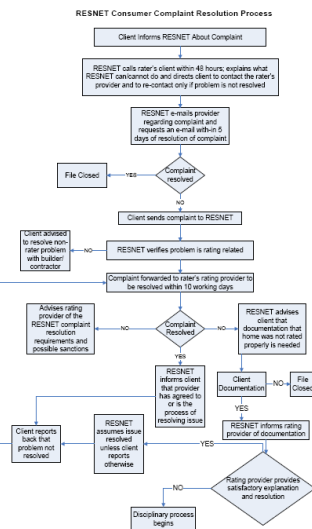 RESNET Consumer Complaint Resolution Process
Client Informs RESNET About Complaint
RESNET calls rater's client within 48 hours; explains what
RESNET can/cannot do and directs client to contact the rater's
provider and to re-contact only if problem is not resolved
RESNET e-mails provider
regarding complaint and
requests an e-mail with-in 5
days of resolution of complaint
File Closed
YES
Complaint
resolved
NO
Client sends complaint to RESNET
Client advised
to resolve non-
rater problem
with builder/
contractor
NO
RESNET verifies problem is rating related
Complaint forwarded to rater's rating provider to
be resolved within 10 working days
Advises rating
provider of the
RESNET complaint
resolution
requirements and
possible sanctions
NO
Complaint
Resolved
NO
RESNET advises
client that
documentation that
home was not rated
properly is needed
YES
RESNET
informs client
that provider
has agreed to
or is the
process of
resolving issue
Client
Documentation
NO
File
Closed
YES
Client reports
back that
problem not
resolved
RESNET
assumes issue
resolved
unless client
reports
otherwise
YES
RESNET informs rating
provider of documentation
Rating provider provides
satisfactory explanation
and resolution
NO
Disciplinary process
begins